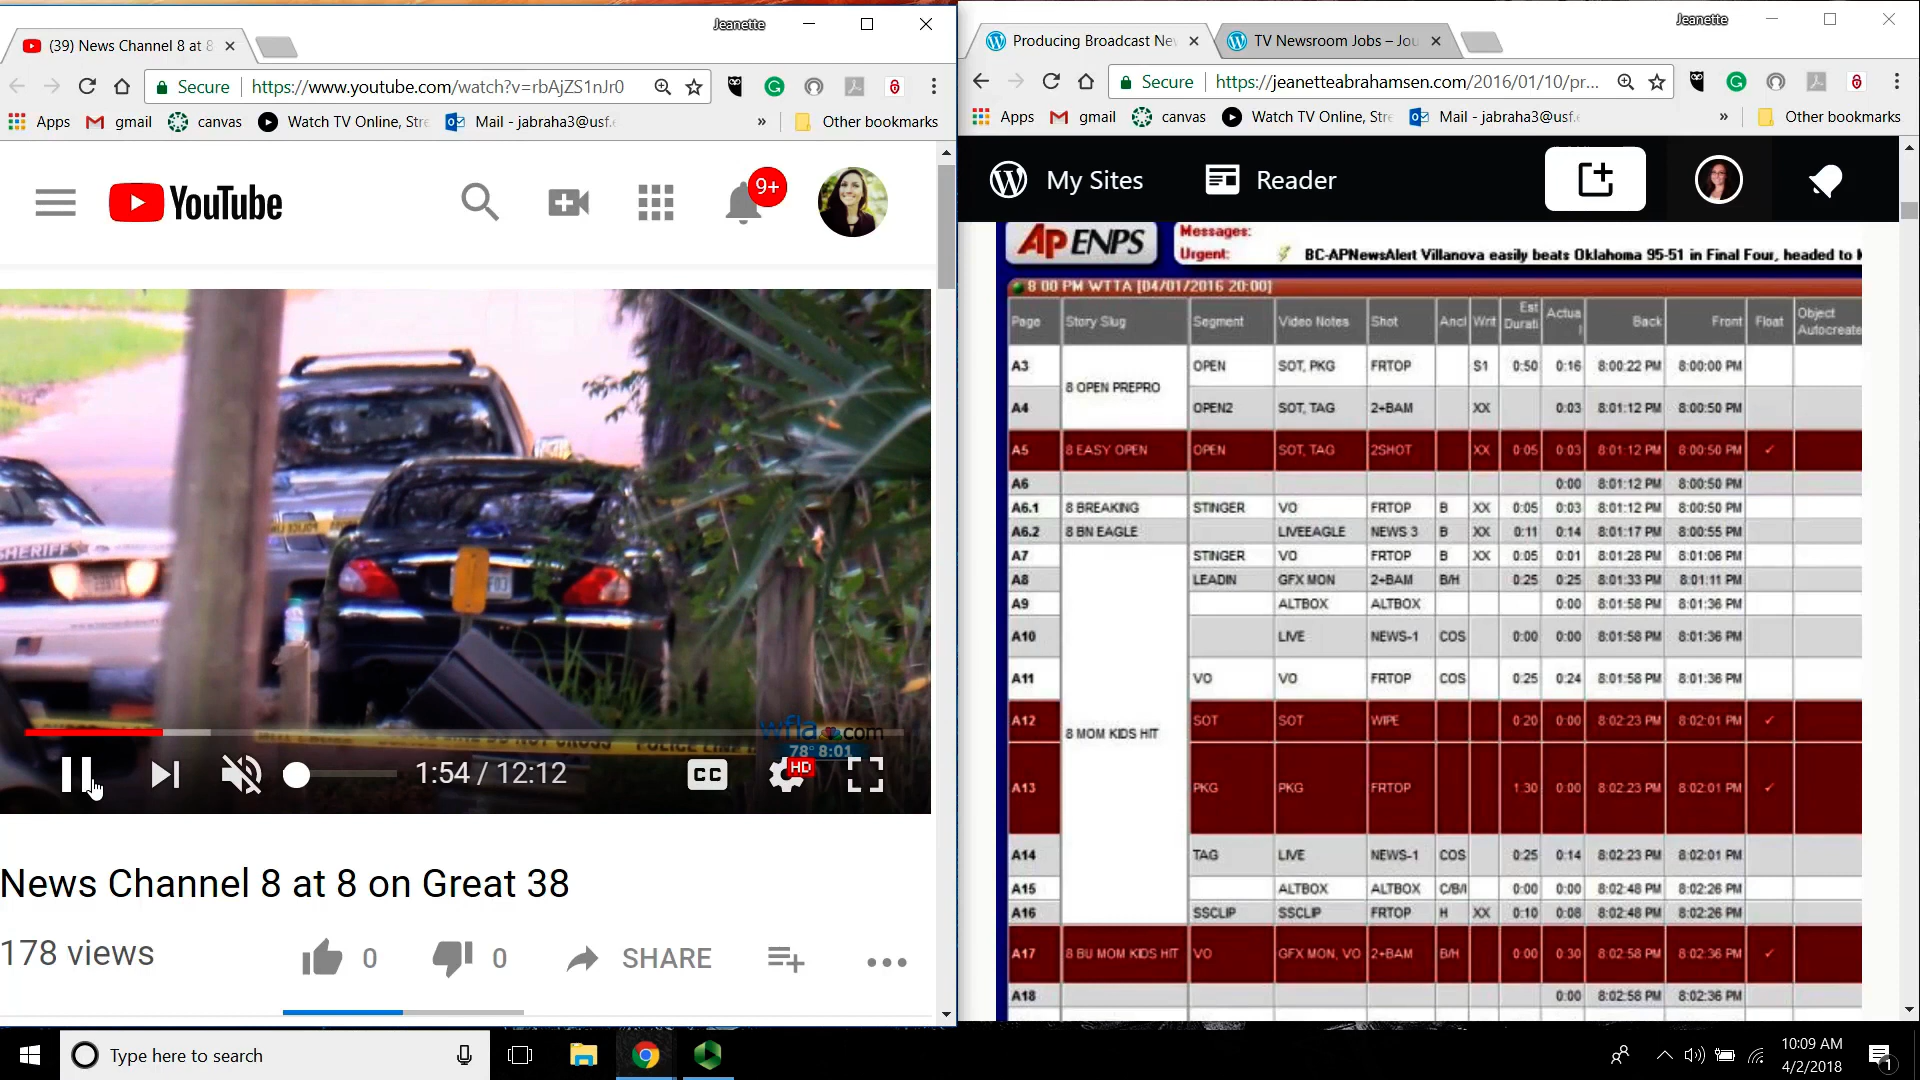 Jeanette
(39) News Channel 8 at 8
Secure https://www.youtube.com/watch?v=rbAjZS1nJr0
Apps gmail canvas Watch TV Online, Stre Mail - jabraha3@usf.e » Other bookmarks
YouTube
9+
SHERIFF
wfla.com
78° 8:01
1:54 / 12:12
CC
HD
News Channel 8 at 8 on Great 38
178 views
0
0
SHARE
Jeanette
Producing Broadcast Nev
TV Newsroom Jobs – Jou
Secure https://jeanetteabrahamsen.com/2016/01/10/pr...
Apps gmail canvas Watch TV Online, Stre Mail - jabraha3@usf.e » Other bookmarks
My Sites Reader
AP ENPS
Messages:
Urgent: BC-APNewsAlert Villanova easily beats Oklahoma 95-51 in Final Four, headed to
8 00 PM WTTA [04/01/2016 20:00]
Page Story Slug Segment Video Notes Shot Ancl Writ Est Durati Actua l Back Front Float Object Autocreate
A3 8 OPEN PREPRO OPEN SOT, PKG FRTOP S1 0:50 0:16 8:00:22 PM 8:00:00 PM
A4 OPEN2 SOT, TAG 2+BAM XX 0:03 8:01:12 PM 8:00:50 PM
A5 8 EASY OPEN OPEN SOT, TAG 2SHOT XX 0:05 0:03 8:01:12 PM 8:00:50 PM ✓
A6 0:00 8:01:12 PM 8:00:50 PM
A6.1 8 BREAKING STINGER VO FRTOP B XX 0:05 0:03 8:01:12 PM 8:00:50 PM
A6.2 8 BN EAGLE LIVEEAGLE NEWS 3 B XX 0:11 0:14 8:01:17 PM 8:00:55 PM
A7 STINGER VO FRTOP B XX 0:05 0:01 8:01:28 PM 8:01:06 PM
A8 LEADIN GFX MON 2+BAM B/H 0:25 0:25 8:01:33 PM 8:01:11 PM
A9 ALTBOX ALTBOX 0:00 8:01:58 PM 8:01:36 PM
A10 LIVE NEWS-1 COS 0:00 0:00 8:01:58 PM 8:01:36 PM
A11 VO VO FRTOP COS 0:25 0:24 8:01:58 PM 8:01:36 PM
A12 SOT SOT WIPE 0:20 0:00 8:02:23 PM 8:02:01 PM ✓
8 MOM KIDS HIT
A13 PKG PKG FRTOP 1:30 0:00 8:02:23 PM 8:02:01 PM ✓
A14 TAG LIVE NEWS-1 COS 0:25 0:14 8:02:23 PM 8:02:01 PM
A15 ALTBOX ALTBOX C/B/I 0:00 0:00 8:02:48 PM 8:02:26 PM
A16 SSCLIP SSCLIP FRTOP H XX 0:10 0:08 8:02:48 PM 8:02:26 PM
A17 8 BU MOM KIDS HIT VO GFX MON, VO 2+BAM B/H 0:00 0:30 8:02:58 PM 8:02:36 PM ✓
A18 0:00 8:02:58 PM 8:02:36 PM
Type here to search
10:09 AM
4/2/2018
1